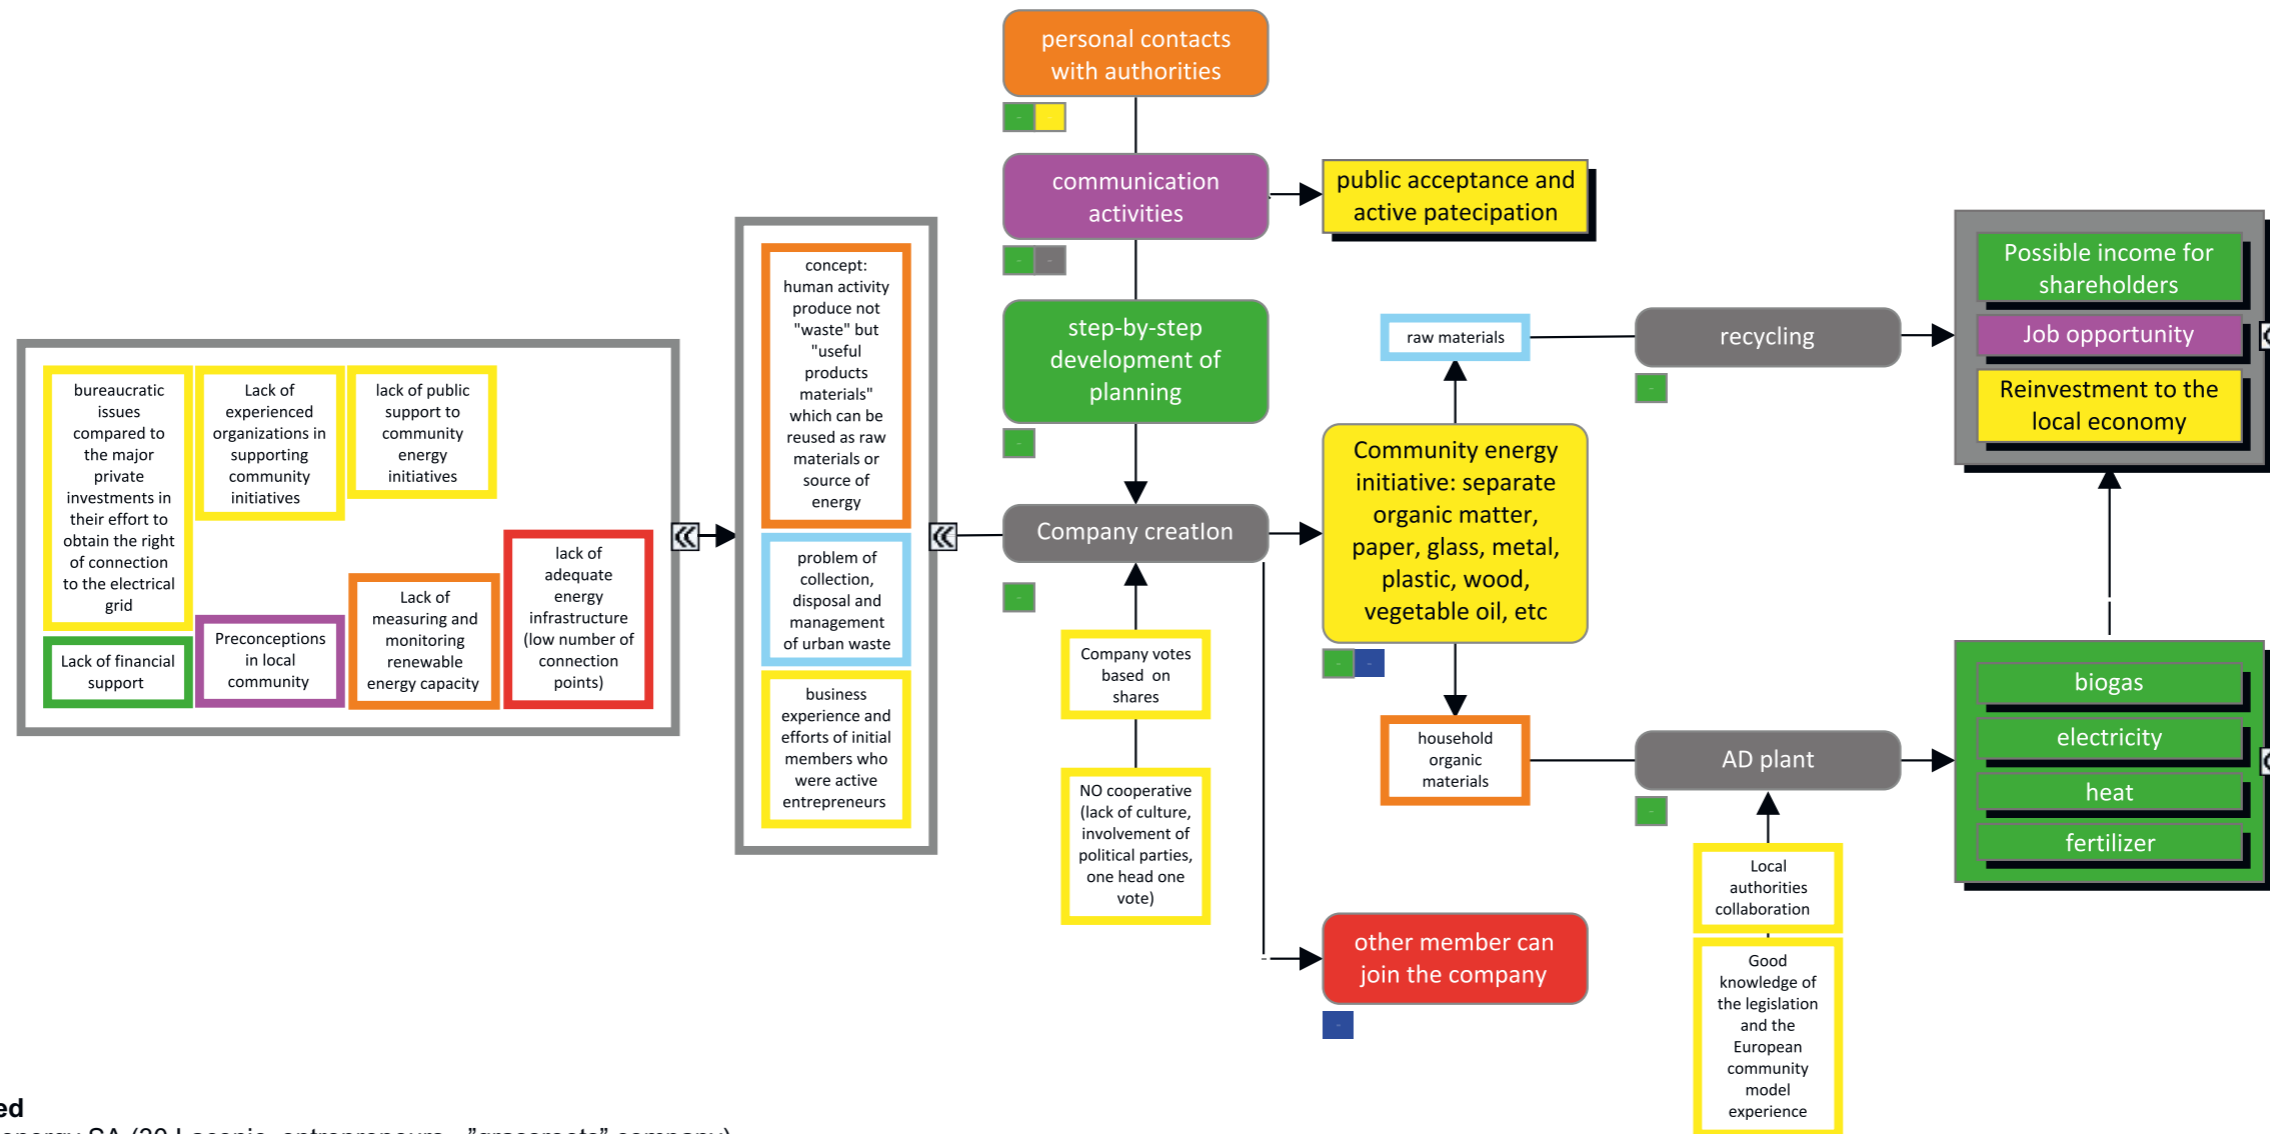 personal contacts
with authorities
communication
activities
public acceptance and
active patecipation
step-by-step
development of
planning
bureaucratic
issues
compared to
the major
private
investments in
their effort to
obtain the right
of connection
to the electrical
grid
Lack of
experienced
organizations in
supporting
community
initiatives
lack of public
support to
community
energy
initiatives
Lack of financial
support
Preconceptions
in local
community
Lack of
measuring and
monitoring
renewable
energy capacity
lack of
adequate
energy
infrastructure
(low number of
connection
points)
concept:
human activity
produce not
"waste" but
"useful
products
materials"
which can be
reused as raw
materials or
source of
energy
problem of
collection,
disposal and
management
of urban waste
business
experience and
efforts of initial
members who
were active
entrepreneurs
Company creatIon
Company votes
based on
shares
NO cooperative
(lack of culture,
involvement of
political parties,
one head one
vote)
raw materials
Community energy
initiative: separate
organic matter,
paper, glass, metal,
plastic, wood,
vegetable oil, etc
household
organic
materials
other member can
join the company
recycling
AD plant
Local
authorities
collaboration
Good
knowledge of
the legislation
and the
European
community
model
experience
Possible income for
shareholders
Job opportunity
Reinvestment to the
local economy
biogas
electricity
heat
fertilizer
ed